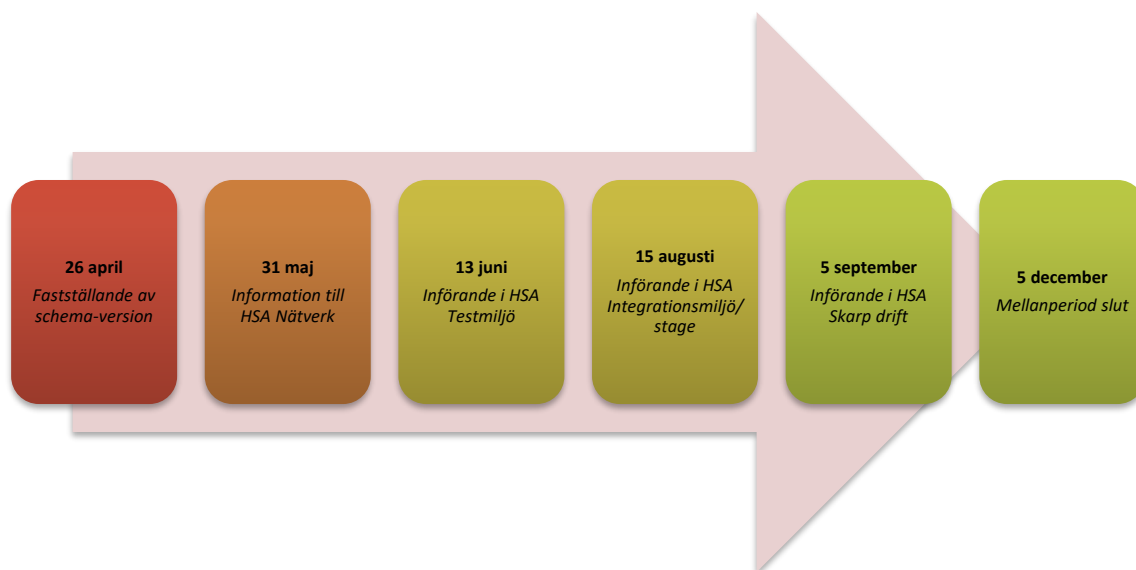 26 april
Fastställande av
schema-version
31 maj
Information till
HSA Nätverk
13 juni
Införande i HSA
Testmiljö
15 augusti
Införande i HSA
Integrationsmiljö/
stage
5 september
Införande i HSA
Skarp drift
5 december
Mellanperiod slut